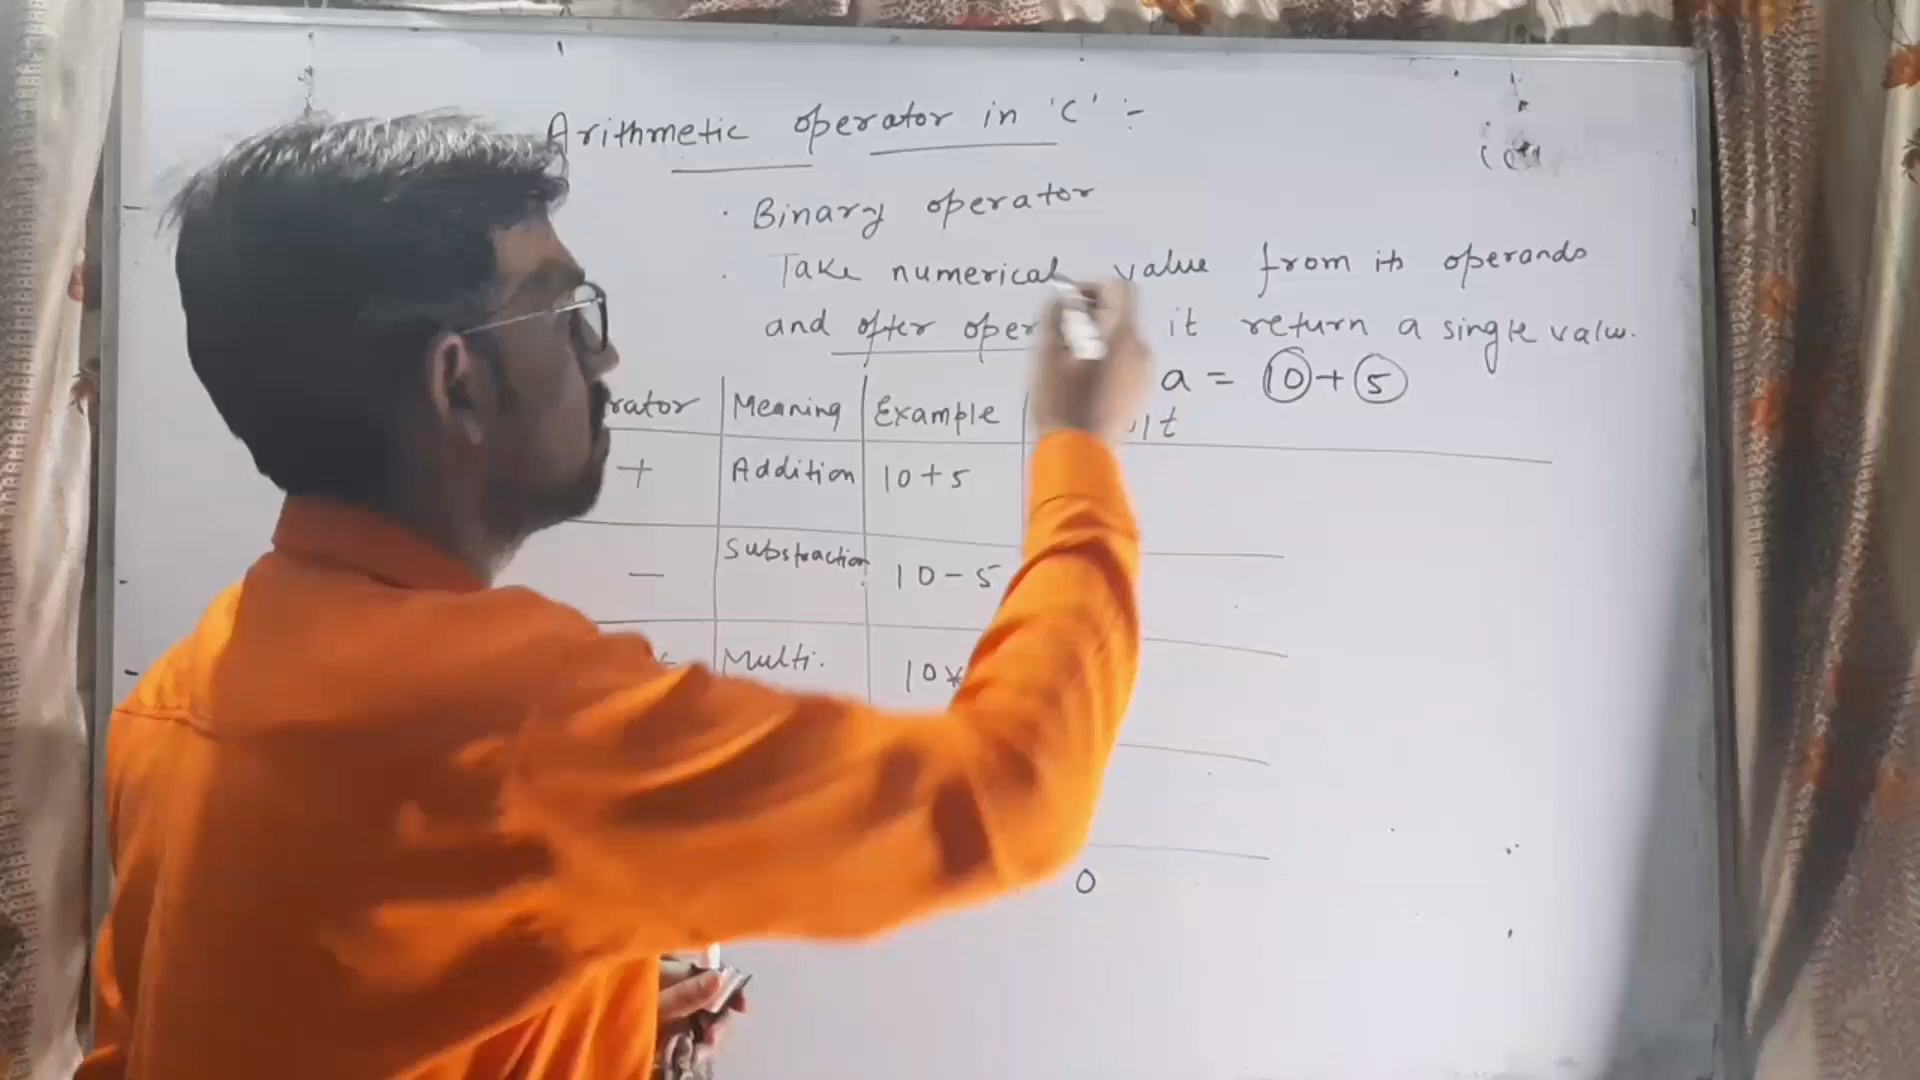 Arithmetic operator in 'C' :-
· Binary operator
· Take numerical value from its operands
and after oper it return a single value.
a = 10 + 5
rator Meaning Example lt
+ Addition 10 + 5
- Substraction 10 - 5
Multi. 10 *
0